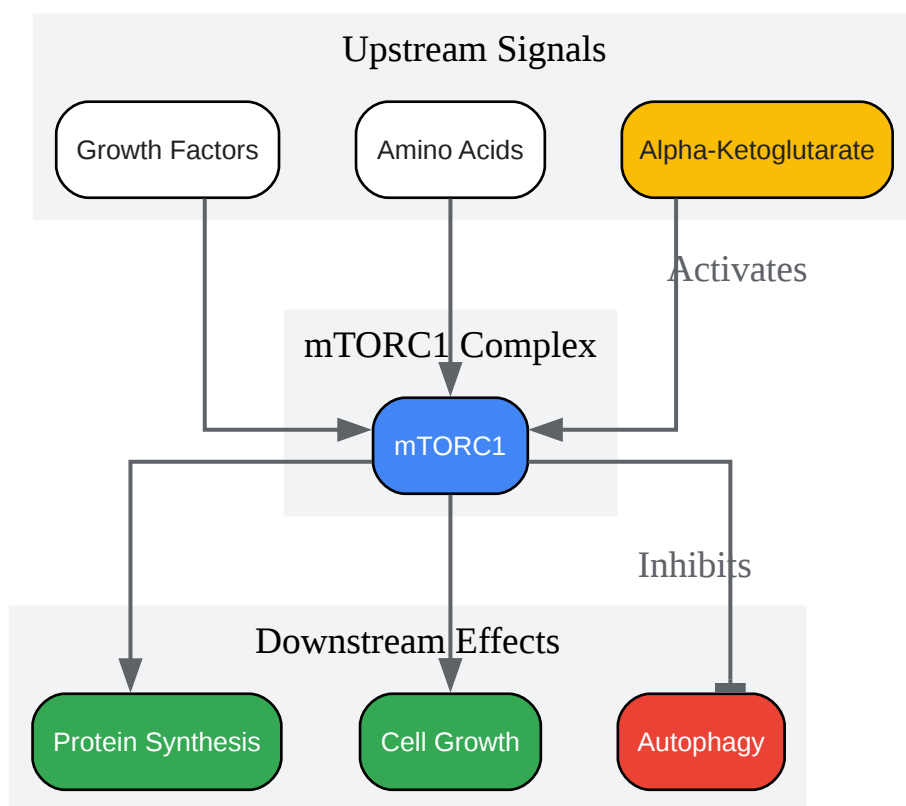 Upstream Signals
Growth Factors
Amino Acids
Alpha-Ketoglutarate
Activates
mTORC1 Complex
mTORC1
Inhibits
Downstream Effects
Protein Synthesis
Cell Growth
Autophagy